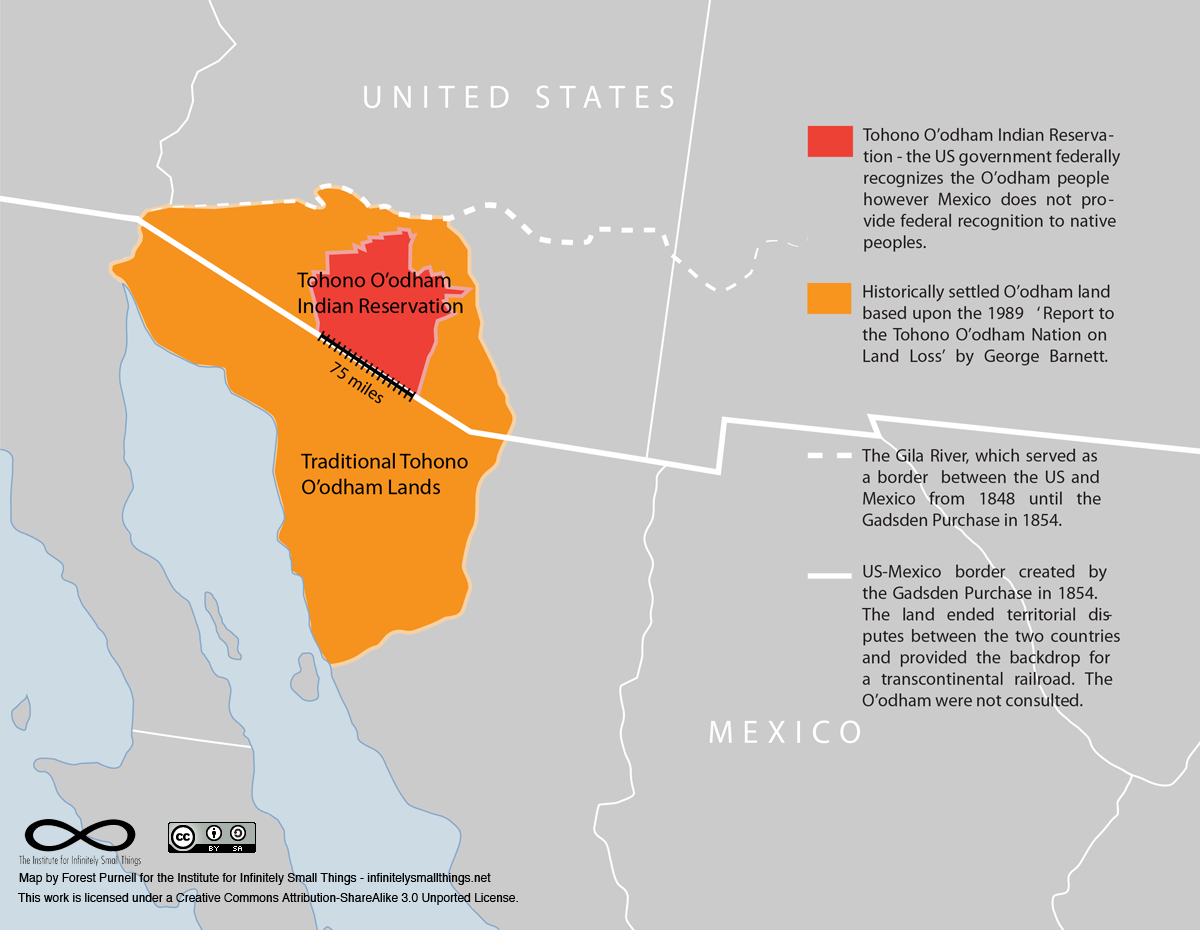 UNITED STATES
Tohono O'odham Indian Reserva-
tion - the US government federally
recognizes the O'odham people
however Mexico does not pro-
vide federal recognition to native
peoples.
Tohono O'odham
Indian Reservation
Historically settled O'odham land
based upon the 1989 'Report to
the Tohono O'odham Nation on
Land Loss' by George Barnett.
75 miles
Traditional Tohono
O'odham Lands
The Gila River, which served as
a border between the US and
Mexico from 1848 until the
Gadsden Purchase in 1854.
US-Mexico border created by
the Gadsden Purchase in 1854.
The land ended territorial dis-
putes between the two countries
and provided the backdrop for
a transcontinental railroad. The
O'odham were not consulted.
MEXICO
cc BY SA
The Institute for Infinitely Small Things
Map by Forest Purnell for the Institute for Infinitely Small Things - infinitelysmallthings.net
This work is licensed under a Creative Commons Attribution-ShareAlike 3.0 Unported License.